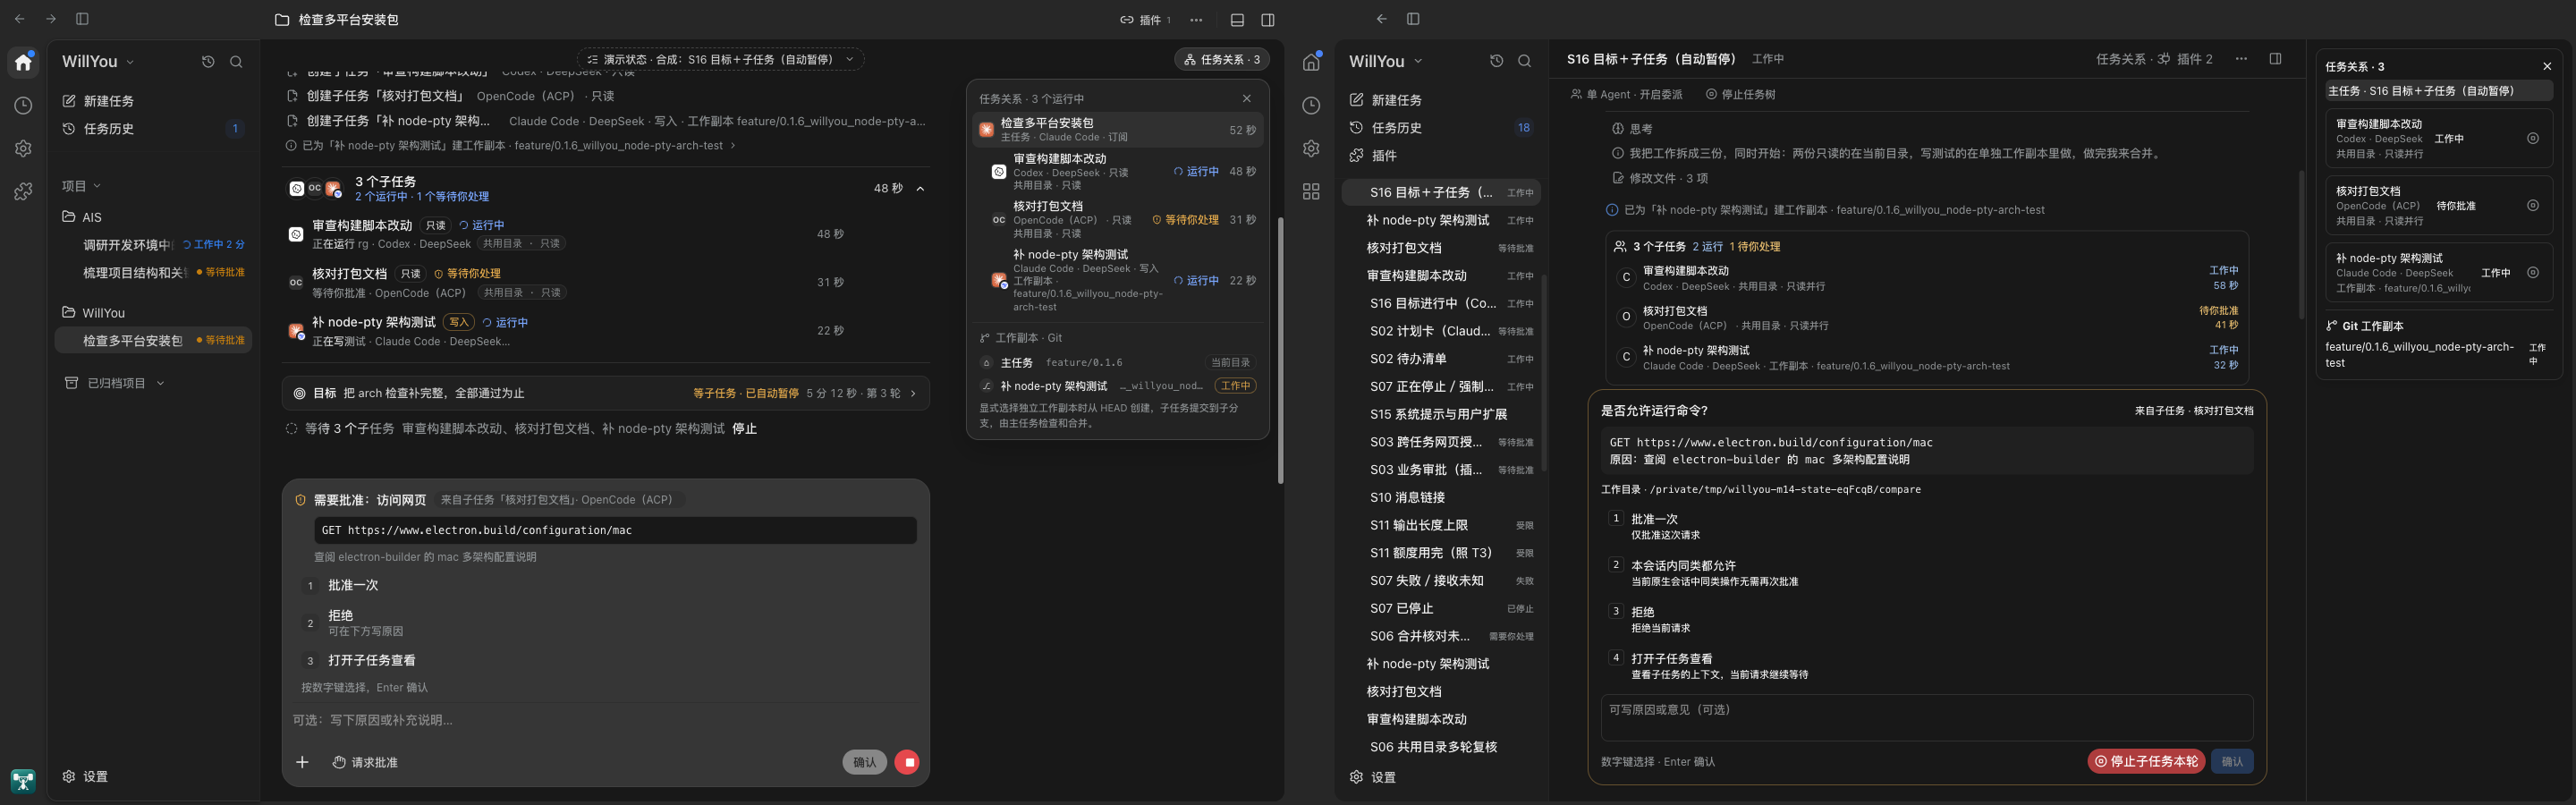 检查多平台安装包
插件 1
WillYou
新建任务
任务历史 1
项目
AIS
调研开发环境中 工作中 2 分
梳理项目结构和关 等待批准
WillYou
检查多平台安装包 等待批准
已归档项目
设置
演示状态 · 合成：S16 目标＋子任务（自动暂停）
任务关系 · 3
创建子任务「审查构建脚本改动」 Codex · DeepSeek · 只读
创建子任务「核对打包文档」 OpenCode（ACP） · 只读
创建子任务「补 node-pty 架构... Claude Code · DeepSeek · 写入 · 工作副本 feature/0.1.6_willyou_node-pty-a...
已为「补 node-pty 架构测试」建工作副本 · feature/0.1.6_willyou_node-pty-arch-test
3 个子任务
2 个运行中 · 1 个等待你处理
48 秒
审查构建脚本改动 只读 运行中
正在运行 rg · Codex · DeepSeek 共用目录 · 只读
48 秒
OC 核对打包文档 只读 等待你处理
等待你批准 · OpenCode（ACP） 共用目录 · 只读
31 秒
补 node-pty 架构测试 写入 运行中
正在写测试 · Claude Code · DeepSeek...
22 秒
目标 把 arch 检查补完整，全部通过为止 等子任务 · 已自动暂停 5 分 12 秒 · 第 3 轮
等待 3 个子任务 审查构建脚本改动、核对打包文档、补 node-pty 架构测试 停止
需要批准：访问网页 来自子任务「核对打包文档」· OpenCode（ACP）
GET https://www.electron.build/configuration/mac
查阅 electron-builder 的 mac 多架构配置说明
1 批准一次
2 拒绝
可在下方写原因
3 打开子任务查看
按数字键选择，Enter 确认
可选：写下原因或补充说明...
请求批准
确认
任务关系 · 3 个运行中
检查多平台安装包
主任务 · Claude Code · 订阅
52 秒
审查构建脚本改动
Codex · DeepSeek · 只读
共用目录 · 只读
运行中 48 秒
OC 核对打包文档
OpenCode（ACP） · 只读
共用目录 · 只读
等待你处理 31 秒
补 node-pty 架构测试
Claude Code · DeepSeek · 写入
工作副本 ·
feature/0.1.6_willyou_node-pty-
arch-test
运行中 22 秒
工作副本 · Git
主任务 feature/0.1.6 当前目录
补 node-pty 架构测试 …_willyou_nod... 工作中
显式选择独立工作副本时从 HEAD 创建，子任务提交到子分
支，由主任务检查和合并。
WillYou
新建任务
任务历史 18
插件
S16 目标＋子任务（... 工作中
补 node-pty 架构测试 工作中
核对打包文档 等待批准
审查构建脚本改动 工作中
S16 目标进行中（Co... 工作中
S02 计划卡（Claud... 等待批准
S02 待办清单 工作中
S07 正在停止 / 强制... 工作中
S15 系统提示与用户扩展
S03 跨任务网页授... 等待批准
S03 业务审批（插... 等待批准
S10 消息链接
S11 输出长度上限 受限
S11 额度用完（照 T3） 受限
S07 失败 / 接收未知 失败
S07 已停止 已停止
S06 合并核对未... 需要你处理
补 node-pty 架构测试
核对打包文档
审查构建脚本改动
S06 共用目录多轮复核
设置
S16 目标＋子任务（自动暂停） 工作中
任务关系 · 3 插件 2
单 Agent · 开启委派 停止任务树
思考
我把工作拆成三份，同时开始：两份只读的在当前目录，写测试的在单独工作副本里做，做完我来合并。
修改文件 · 3 项
已为「补 node-pty 架构测试」建工作副本 · feature/0.1.6_willyou_node-pty-arch-test
3 个子任务 2 运行 1 待你处理
C 审查构建脚本改动 工作中
Codex · DeepSeek · 共用目录 · 只读并行 58 秒
O 核对打包文档 待你批准
OpenCode（ACP） · 共用目录 · 只读并行 41 秒
C 补 node-pty 架构测试 工作中
Claude Code · DeepSeek · 工作副本 · feature/0.1.6_willyou_node-pty-arch-test 32 秒
是否允许运行命令？ 来自子任务 · 核对打包文档
GET https://www.electron.build/configuration/mac
原因：查阅 electron-builder 的 mac 多架构配置说明
工作目录 · /private/tmp/willyou-m14-state-eqFcqB/compare
1 批准一次
仅批准这次请求
2 本会话内同类都允许
当前原生会话中同类操作无需再次批准
3 拒绝
拒绝当前请求
4 打开子任务查看
查看子任务的上下文，当前请求继续等待
可写原因或意见（可选）
数字键选择 · Enter 确认
停止子任务本轮 确认
任务关系 · 3
主任务 · S16 目标＋子任务（自动暂停）
审查构建脚本改动
Codex · DeepSeek 工作中
共用目录 · 只读并行
核对打包文档
OpenCode（ACP） 待你批准
共用目录 · 只读并行
补 node-pty 架构测试
Claude Code · DeepSeek 工作中
工作副本 · feature/0.1.6_willy
Git 工作副本
feature/0.1.6_willyou_node-pty-arch-
test
工作
中